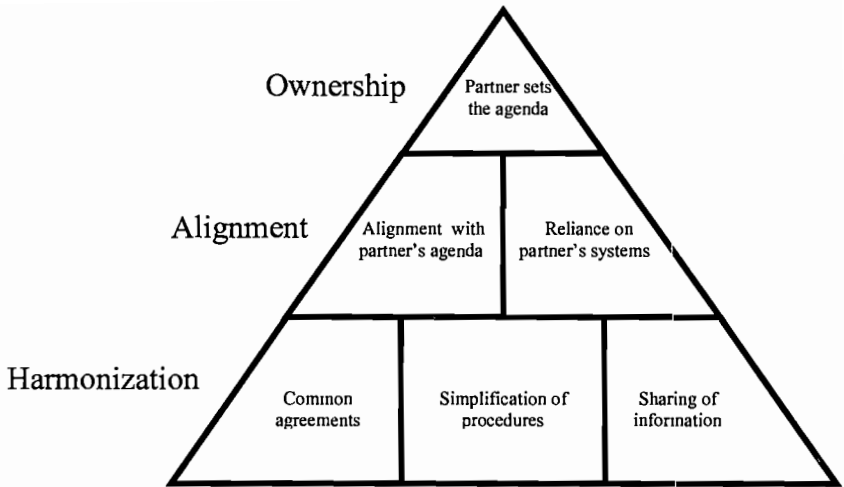 Ownership
Partner sets
the agenda
Alignment
Alignment with
partner's agenda
Reliance on
partner's systems
Harmonization
Common
agreements
Simplification of
procedures
Sharing of
information